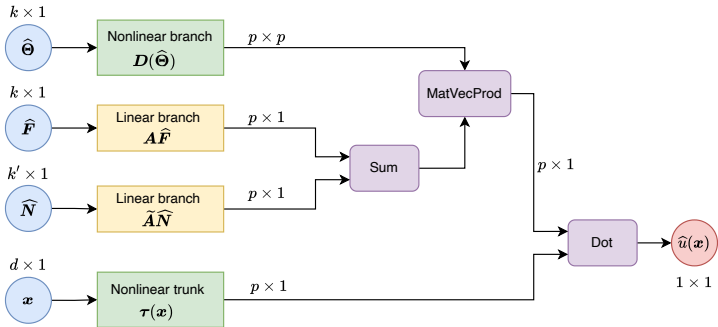 k × 1
Θ̂
Nonlinear branch
D(Θ̂)
p × p
MatVecProd
k × 1
F̂
Linear branch
AF̂
p × 1
Sum
p × 1
k′ × 1
N̂
Linear branch
ÃN̂
p × 1
Dot
û(x)
1 × 1
d × 1
x
Nonlinear trunk
τ(x)
p × 1